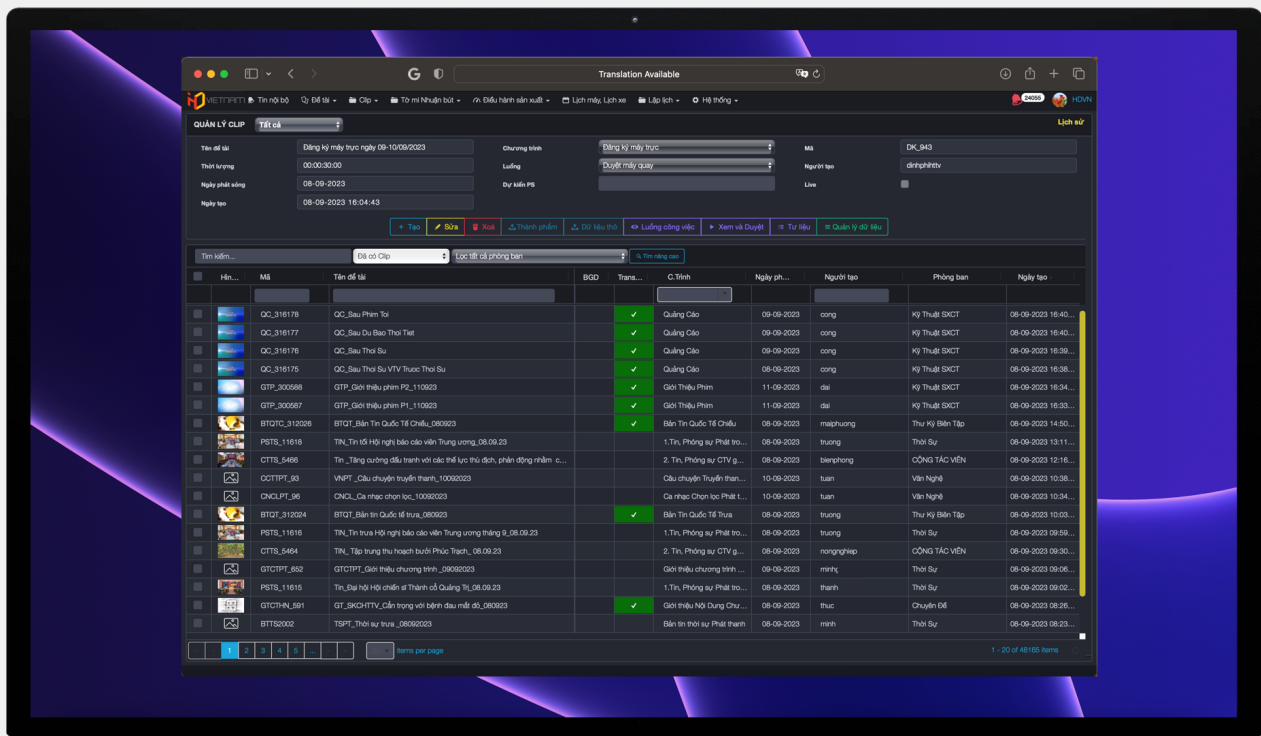 Translation Available
VIETNAM Tin nội bộ Đề tài Clip Tờ mì Nhuận bút Điều hành sản xuất Lịch máy, Lịch xe Lập lịch Hệ thống 24055 HDVN
QUẢN LÝ CLIP Tất cả Lịch sử
Tên đề tài Đăng ký máy trực ngày 09-10/09/2023 Chương trình Đăng ký máy trực Mã DK_943
Thời lượng 00:00:30:00 Luồng Duyệt máy quay Người tạo dinhphihttv
Ngày phát sóng 08-09-2023 Dự kiến PS Live
Ngày tạo 08-09-2023 16:04:43
+ Tạo Sửa Xoá Thành phẩm Dữ liệu thô Luồng công việc Xem và Duyệt Tư liệu Quản lý dữ liệu
Tìm kiếm... Đã có Clip Lọc tất cả phòng ban Tìm nâng cao
Hìn... Mã Tên đề tài BGD Trans... C.Trình Ngày ph... Người tạo Phòng ban Ngày tạo
QC_316178 QC_Sau Phim Toi Quảng Cáo 09-09-2023 cong Kỹ Thuật SXCT 08-09-2023 16:40...
QC_316177 QC_Sau Du Bao Thoi Tiet Quảng Cáo 09-09-2023 cong Kỹ Thuật SXCT 08-09-2023 16:40...
QC_316176 QC_Sau Thoi Su Quảng Cáo 09-09-2023 cong Kỹ Thuật SXCT 08-09-2023 16:39...
QC_316175 QC_Sau Thoi Su VTV Truoc Thoi Su Quảng Cáo 08-09-2023 cong Kỹ Thuật SXCT 08-09-2023 16:38...
GTP_300588 GTP_Giới thiệu phim P2_110923 Giới Thiệu Phim 11-09-2023 dai Kỹ Thuật SXCT 08-09-2023 16:34...
GTP_300587 GTP_Giới thiệu phim P1_110923 Giới Thiệu Phim 11-09-2023 dai Kỹ Thuật SXCT 08-09-2023 16:33...
BTQTC_312026 BTQT_Bản Tin Quốc Tế Chiều_080923 Bản Tin Quốc Tế Chiều 08-09-2023 maiphuong Thư Ký Biên Tập 08-09-2023 14:50...
PSTS_11618 TIN_Tin tối Hội nghị báo cáo viên Trung ương_08.09.23 1.Tin, Phóng sự Phát tro... 08-09-2023 truong Thời Sự 08-09-2023 13:11...
CTTS_5466 Tin _Tăng cường đấu tranh với các thế lực thù địch, phản động nhằm c... 2. Tin, Phóng sự CTV g... 08-09-2023 bienphong CỘNG TÁC VIÊN 08-09-2023 12:16...
CCTTPT_93 VNPT _Câu chuyện truyền thanh_10092023 Câu chuyện Truyền than... 10-09-2023 tuan Văn Nghệ 08-09-2023 10:38...
CNCLPT_96 CNCL_Ca nhạc chọn lọc_10092023 Ca nhạc Chọn lọc Phát t... 10-09-2023 tuan Văn Nghệ 08-09-2023 10:34...
BTQT_312024 BTQT_Bản tin Quốc tế trưa_080923 Bản Tin Quốc Tế Trưa 08-09-2023 truong Thư Ký Biên Tập 08-09-2023 10:03...
PSTS_11616 TIN_Tin trưa Hội nghị báo cáo viên Trung ương tháng 9_08.09.23 1.Tin, Phóng sự Phát tro... 08-09-2023 truong Thời Sự 08-09-2023 09:59...
CTTS_5464 TIN_ Tập trung thu hoạch bưởi Phúc Trạch_ 08.09.23 2. Tin, Phóng sự CTV g... 08-09-2023 nongnghiep CỘNG TÁC VIÊN 08-09-2023 09:30...
GTCTPT_652 GTCTPT_Giới thiệu chương trình _09092023 Giới thiệu chương trình ... 09-09-2023 minh Thời Sự 08-09-2023 09:06...
PSTS_11615 Tin_Đại hội Hội chiến sĩ Thành cổ Quảng Trị_08.09.23 1.Tin, Phóng sự Phát tro... 08-09-2023 thanh Thời Sự 08-09-2023 09:02...
GTCTHN_591 GT_SKCHTTV_Cẩn trọng với bệnh đau mắt đỏ_080923 Giới thiệu Nội Dung Chư... 08-09-2023 thuc Chuyên Đề 08-09-2023 08:26...
BTTS2002 TSPT_Thời sự trưa _08092023 Bản tin thời sự Phát thanh 08-09-2023 minh Thời Sự 08-09-2023 08:23...
1 2 3 4 5 ... items per page 1 - 20 of 48165 items